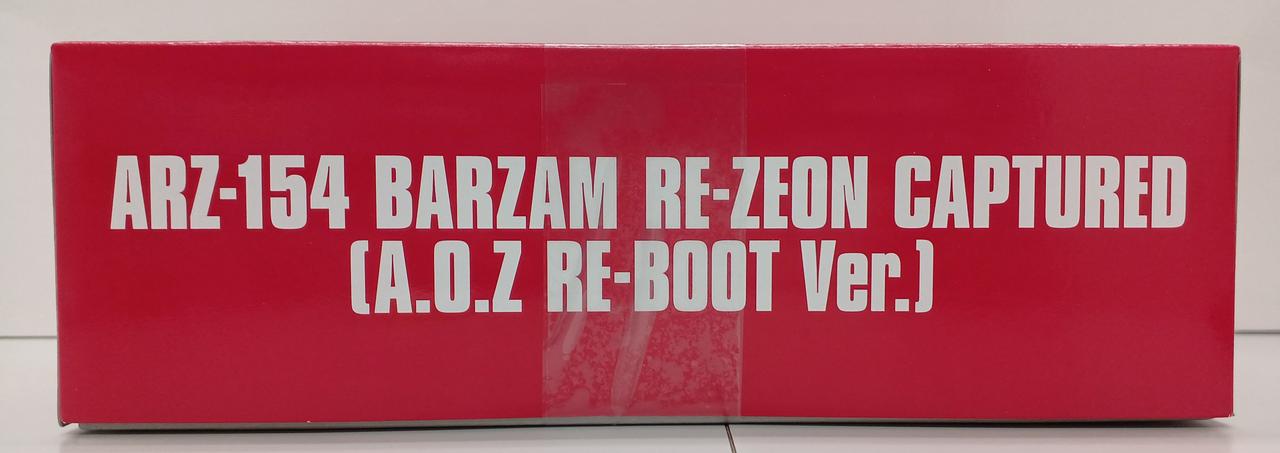 ARZ-154 BARZAM RE-ZEON CAPTURED
(A.O.Z RE-BOOT Ver.)